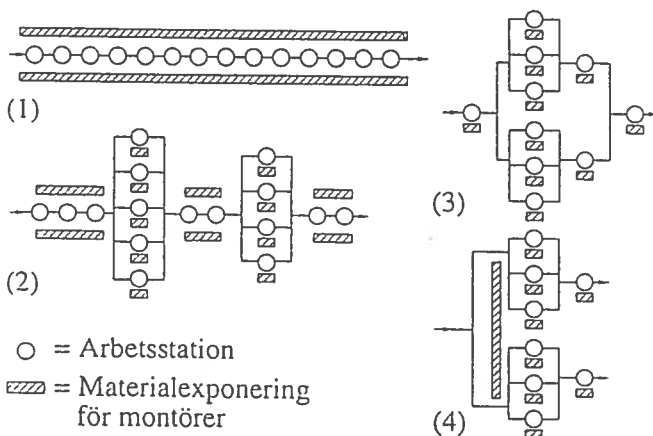 (1)
(2)
(3)
(4)
= Arbetsstation
= Materialexponering
för montörer